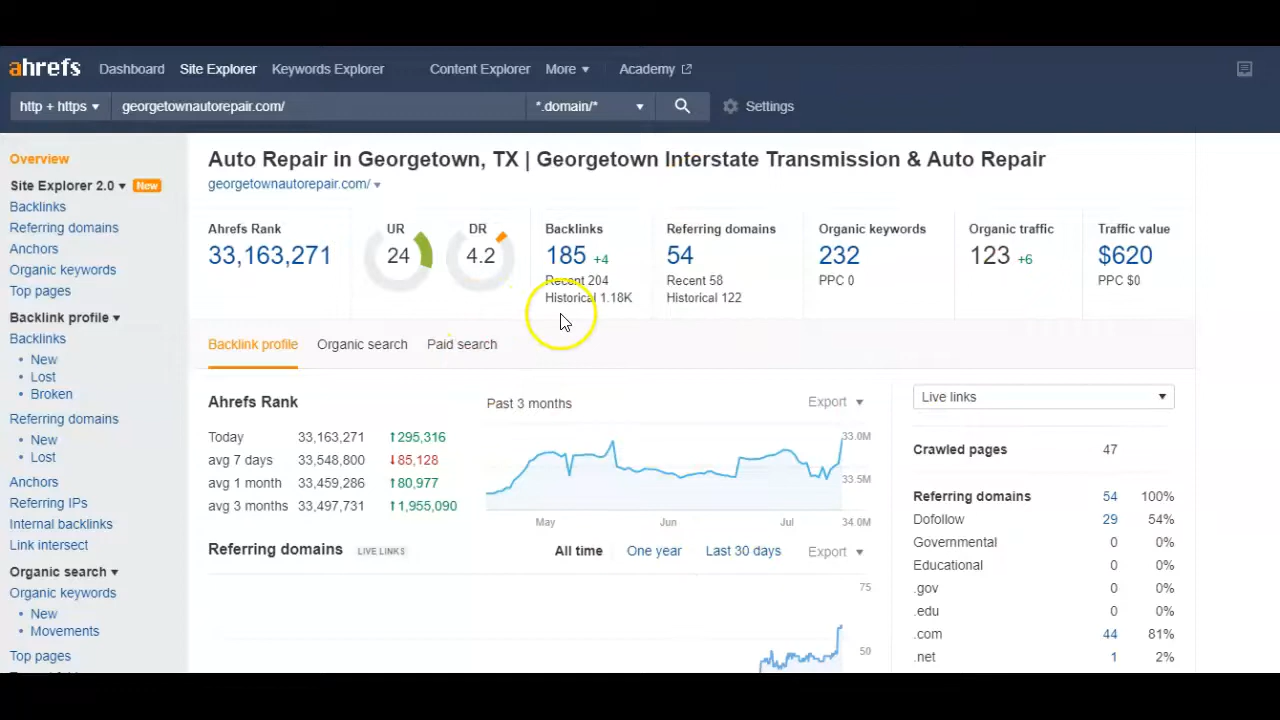 ahrefs Dashboard Site Explorer Keywords Explorer Content Explorer More Academy
http + https georgetownautorepair.com/ *.domain/* Settings
Overview
Site Explorer 2.0 New
Backlinks
Referring domains
Anchors
Organic keywords
Top pages
Backlink profile
Backlinks
• New
• Lost
• Broken
Referring domains
• New
• Lost
Anchors
Referring IPs
Internal backlinks
Link intersect
Organic search
Organic keywords
• New
• Movements
Top pages
Auto Repair in Georgetown, TX | Georgetown Interstate Transmission & Auto Repair
georgetownautorepair.com/
Ahrefs Rank
33,163,271
UR
24
DR
4.2
Backlinks
185 +4
Recent 204
Historical 1.18K
Referring domains
54
Recent 58
Historical 122
Organic keywords
232
PPC 0
Organic traffic
123 +6
Traffic value
$620
PPC $0
Backlink profile Organic search Paid search
Ahrefs Rank
Today 33,163,271 ↑295,316
avg 7 days 33,548,800 ↓85,128
avg 1 month 33,459,286 ↑80,977
avg 3 months 33,497,731 ↑1,955,090
Past 3 months Export
33.0M
33.5M
34.0M
May Jun Jul
Referring domains LIVE LINKS All time One year Last 30 days Export
75
50
Live links
Crawled pages 47
Referring domains 54 100%
Dofollow 29 54%
Governmental 0 0%
Educational 0 0%
.gov 0 0%
.edu 0 0%
.com 44 81%
.net 1 2%